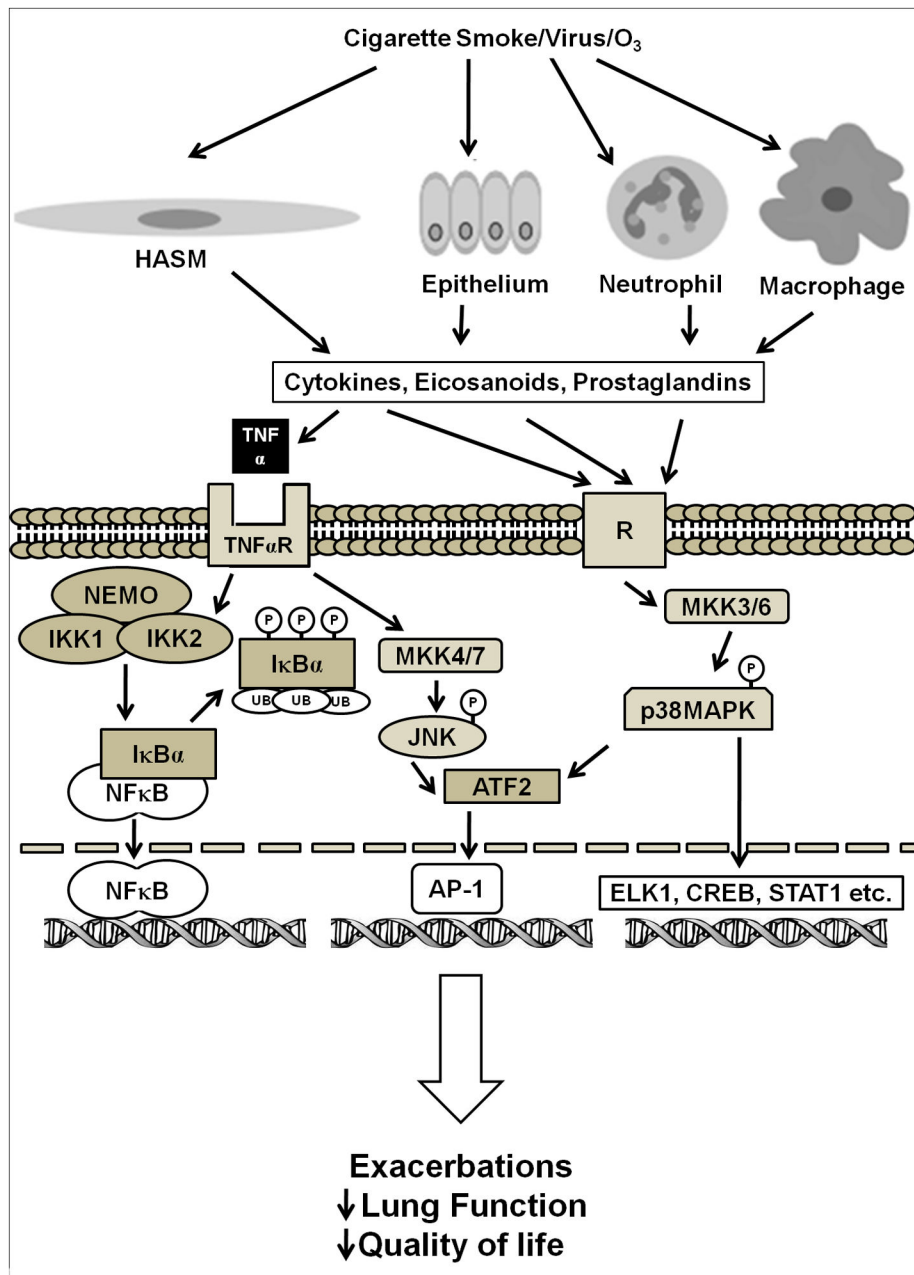 Cigarette Smoke/Virus/O₃
HASM
Epithelium
Neutrophil
Macrophage
Cytokines, Eicosanoids, Prostaglandins
TNF
α
TNFαR
R
NEMO
IKK1
IKK2
P P P
IκBα
UB UB UB
MKK4/7
P
JNK
MKK3/6
P
p38MAPK
IκBα
NFκB
ATF2
NFκB
AP-1
ELK1, CREB, STAT1 etc.
Exacerbations
↓Lung Function
↓Quality of life